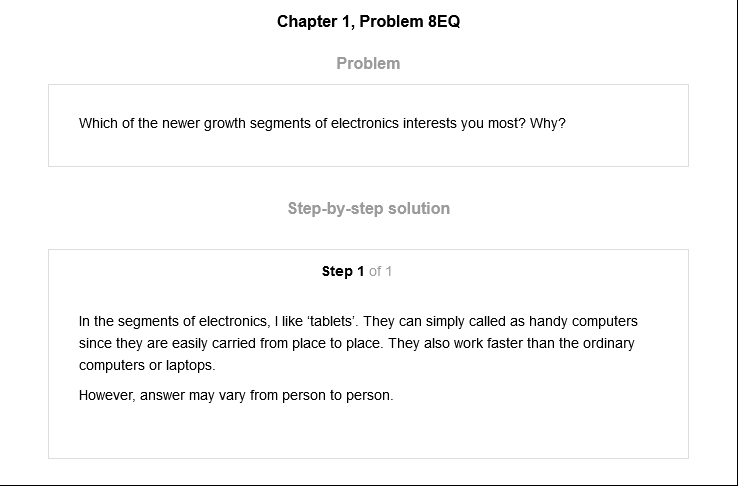 Chapter 1, Problem 8EQ
Problem
Which of the newer growth segments of electronics interests you most? Why?
Step-by-step solution
Step 1 of 1
In the segments of electronics, I like ‘tablets’. They can simply called as handy computers
since they are easily carried from place to place. They also work faster than the ordinary
computers or laptops.
However, answer may vary from person to person.